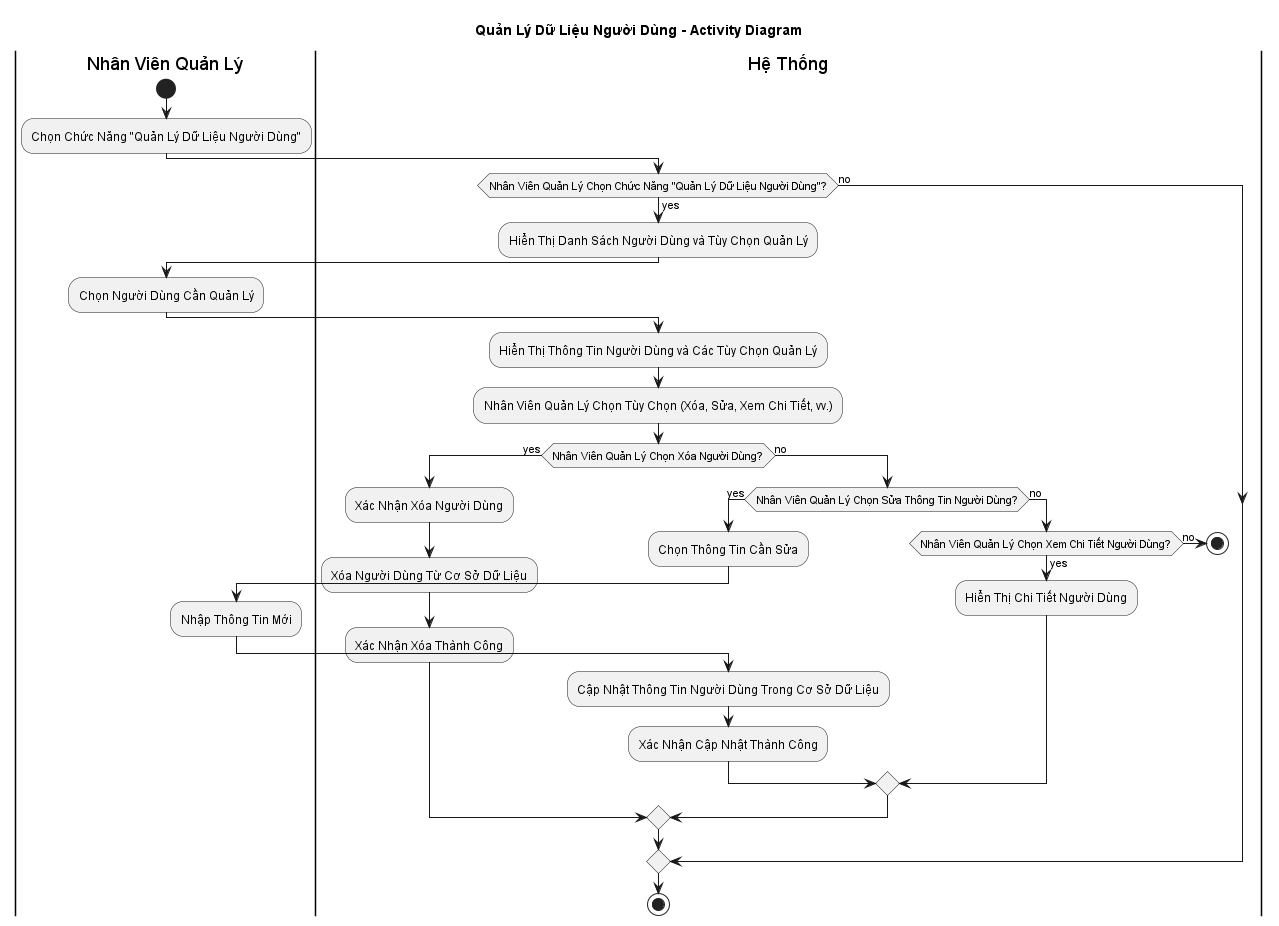 Quản Lý Dữ Liệu Người Dùng - Activity Diagram
Nhân Viên Quản Lý
Hệ Thống
Chọn Chức Năng "Quản Lý Dữ Liệu Người Dùng"
Nhân Viên Quản Lý Chọn Chức Năng "Quản Lý Dữ Liệu Người Dùng"?
no
yes
Hiển Thị Danh Sách Người Dùng và Tùy Chọn Quản Lý
Chọn Người Dùng Cần Quản Lý
Hiển Thị Thông Tin Người Dùng và Các Tùy Chọn Quản Lý
Nhân Viên Quản Lý Chọn Tùy Chọn (Xóa, Sửa, Xem Chi Tiết, vv.)
yes
Nhân Viên Quản Lý Chọn Xóa Người Dùng?
no
Xác Nhận Xóa Người Dùng
yes
Nhân Viên Quản Lý Chọn Sửa Thông Tin Người Dùng?
no
Chọn Thông Tin Cần Sửa
Nhân Viên Quản Lý Chọn Xem Chi Tiết Người Dùng?
no
yes
Xóa Người Dùng Từ Cơ Sở Dữ Liệu
Hiển Thị Chi Tiết Người Dùng
Nhập Thông Tin Mới
Xác Nhận Xóa Thành Công
Cập Nhật Thông Tin Người Dùng Trong Cơ Sở Dữ Liệu
Xác Nhận Cập Nhật Thành Công